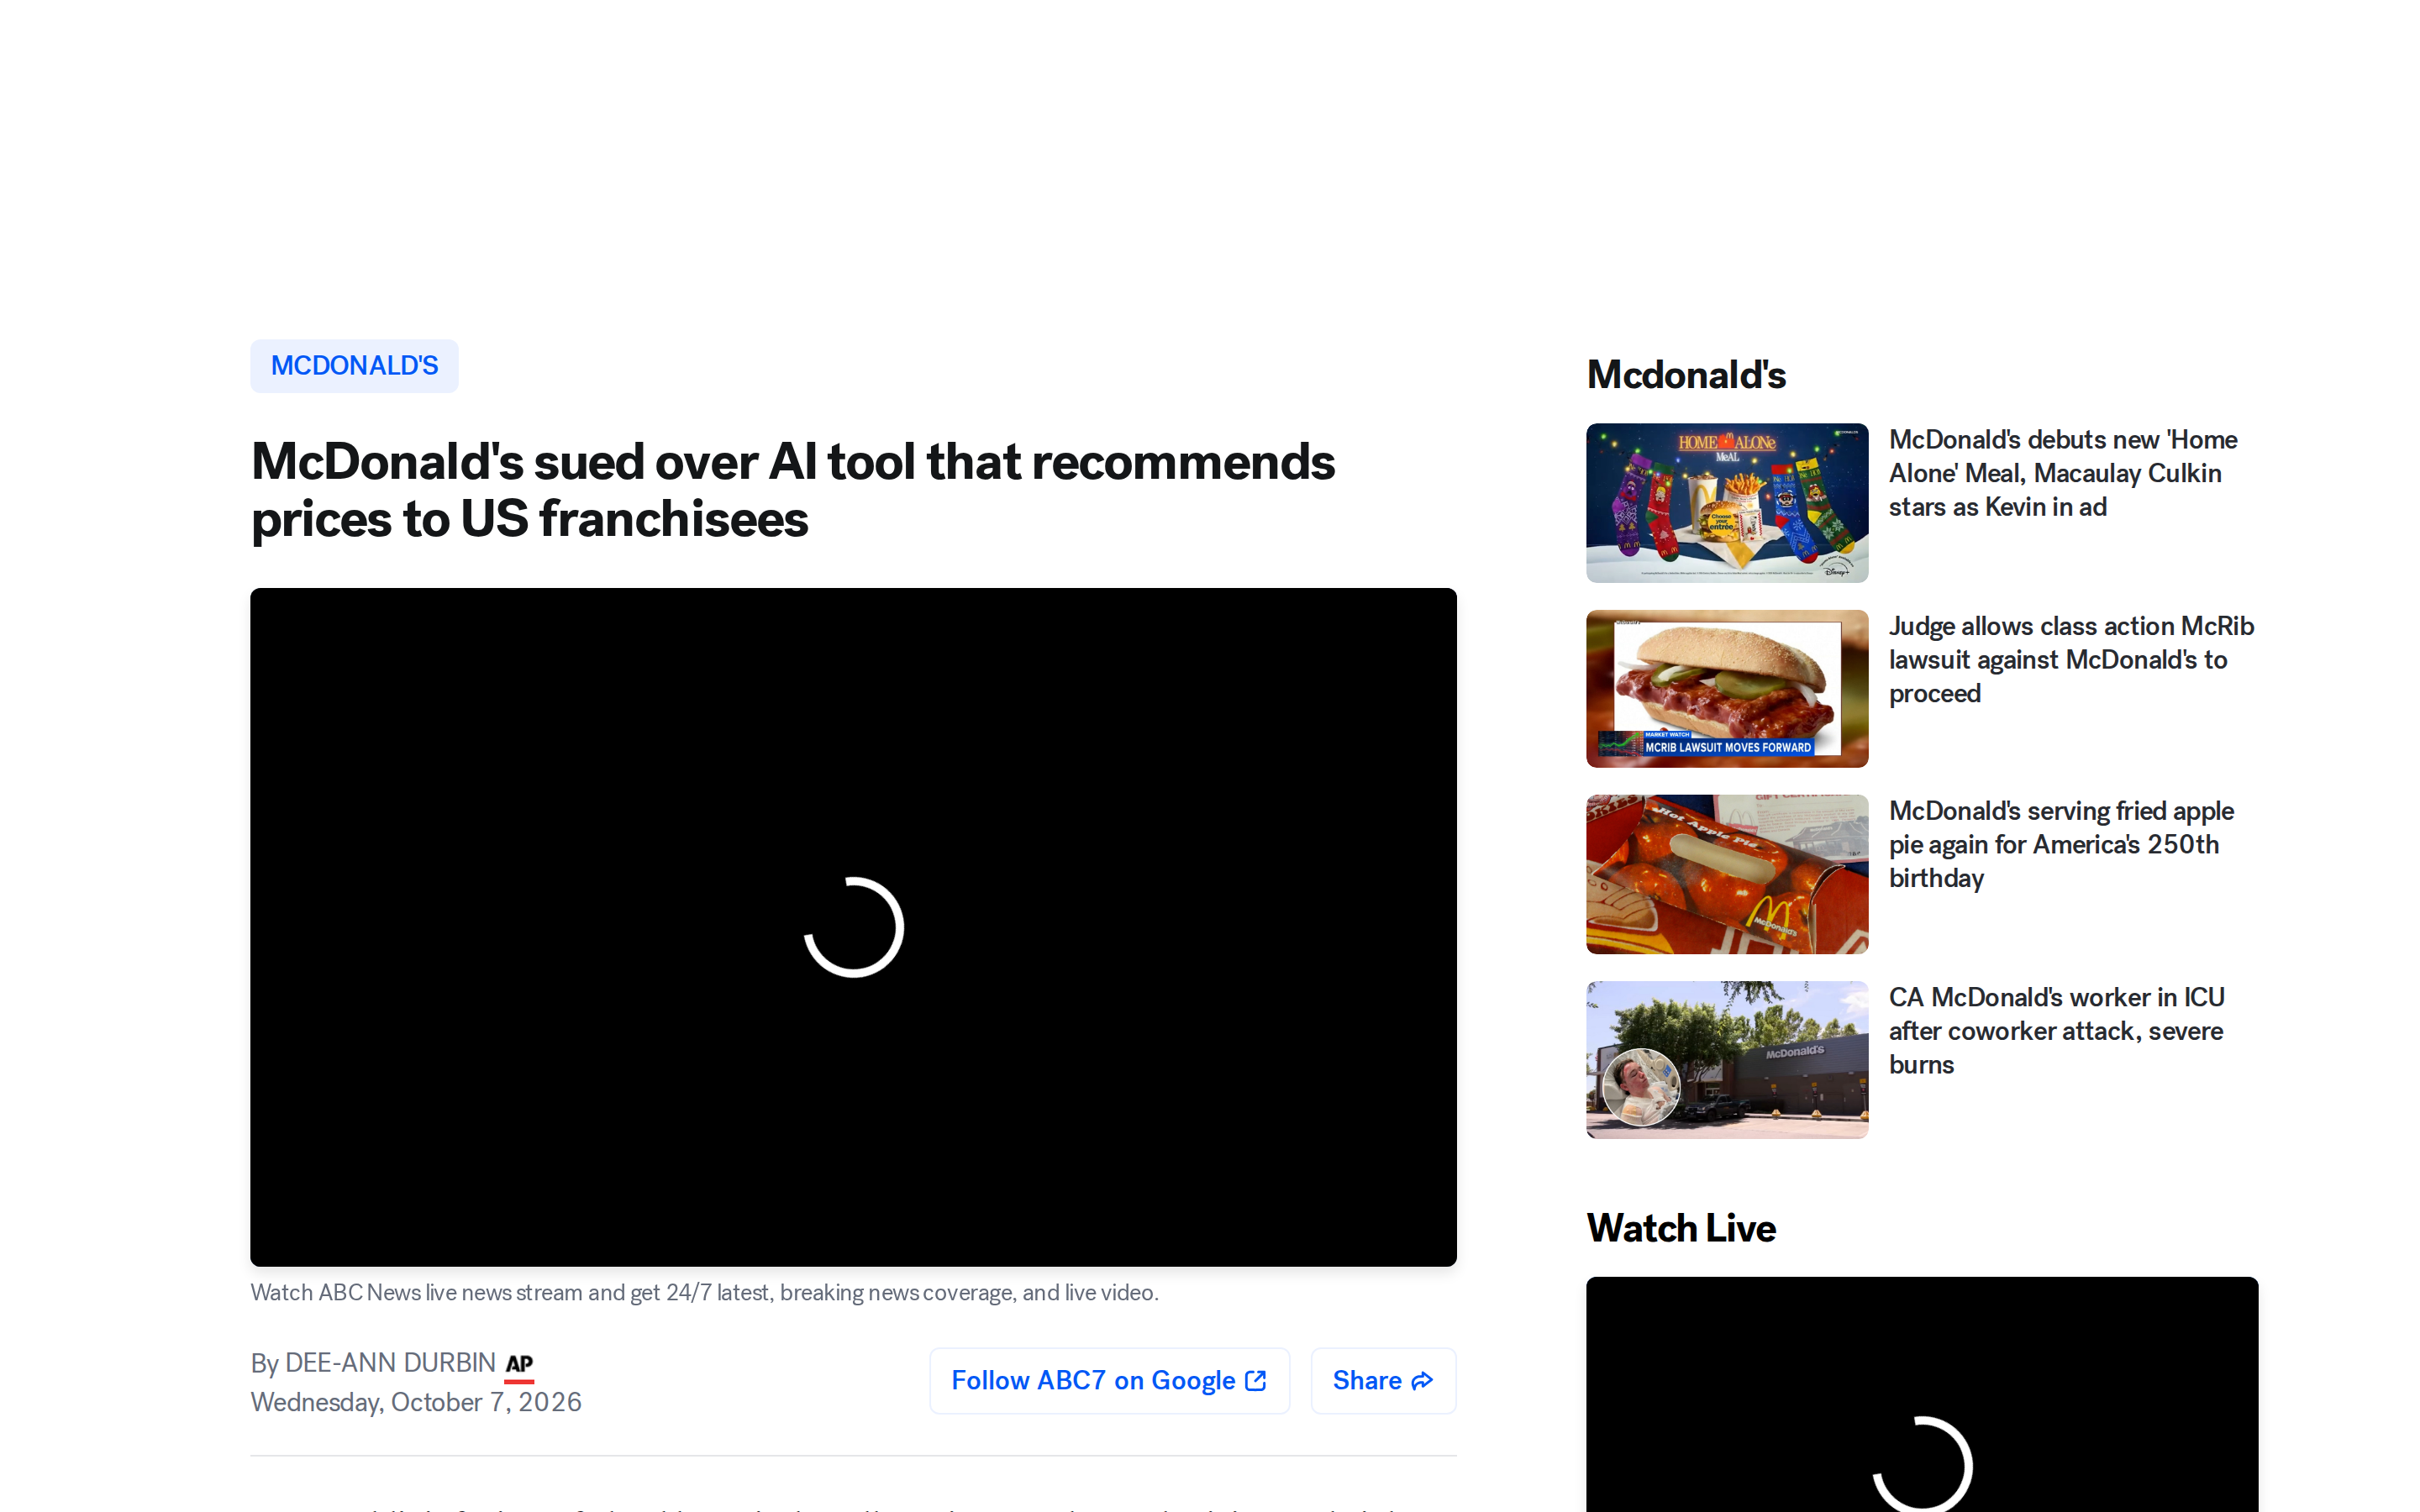 MCDONALD'S
McDonald's sued over AI tool that recommends
prices to US franchisees
Watch ABC News live news stream and get 24/7 latest, breaking news coverage, and live video.
By DEE-ANN DURBIN AP
Wednesday, October 7, 2026
Follow ABC7 on Google
Share
Mcdonald's
HOME ALONe
MeAL
Choose
your
entrée
Disney+
McDonald's debuts new 'Home
Alone' Meal, Macaulay Culkin
stars as Kevin in ad
MARKET WATCH
MCRIB LAWSUIT MOVES FORWARD
Judge allows class action McRib
lawsuit against McDonald's to
proceed
Hot Apple Pie
McDonald's
McDonald's serving fried apple
pie again for America's 250th
birthday
McDonald's
CA McDonald's worker in ICU
after coworker attack, severe
burns
Watch Live